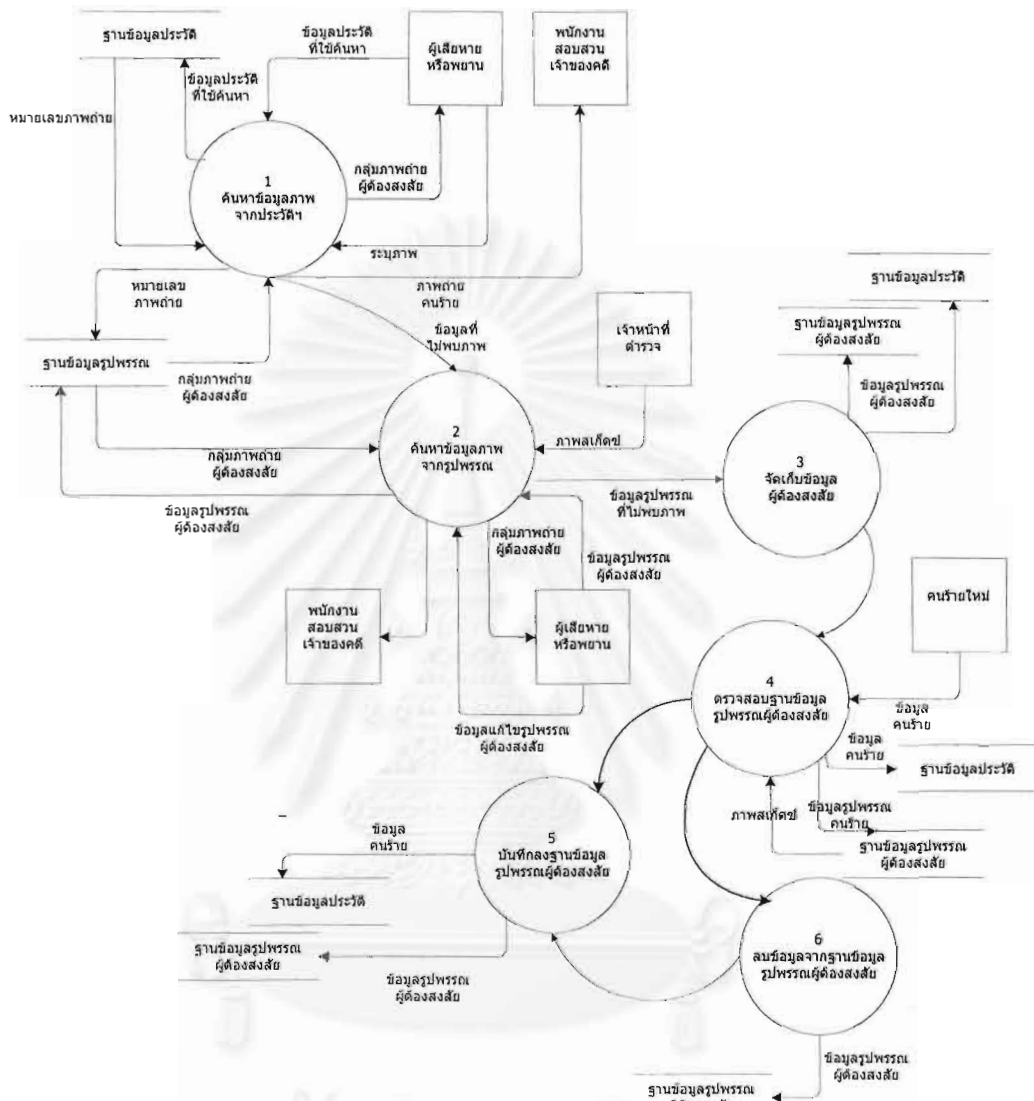 ฐานข้อมูลประวัติ
ข้อมูลประวัติ
ที่ใช้ค้นหา
ผู้เสียหาย
หรือพยาน
พนักงาน
สอบสวน
เจ้าของคดี
ข้อมูลประวัติ
ที่ใช้ค้นหา
หมายเลขภาพถ่าย
1
ค้นหาข้อมูลภาพ
จากประวัติฯ
กลุ่มภาพถ่าย
ผู้ต้องสงสัย
ระบุภาพ
หมายเลข
ภาพถ่าย
ภาพถ่าย
คนร้าย
ฐานข้อมูลประวัติ
ข้อมูลที่
ไม่พบภาพ
เจ้าหน้าที่
ตำรวจ
ฐานข้อมูลรูปพรรณ
ผู้ต้องสงสัย
ฐานข้อมูลรูปพรรณ
กลุ่มภาพถ่าย
ผู้ต้องสงสัย
ข้อมูลรูปพรรณ
ผู้ต้องสงสัย
2
ค้นหาข้อมูลภาพ
จากรูปพรรณ
ภาพสเก็ตซ์
กลุ่มภาพถ่าย
ผู้ต้องสงสัย
3
จัดเก็บข้อมูล
ผู้ต้องสงสัย
ข้อมูลรูปพรรณ
ที่ไม่พบภาพ
ข้อมูลรูปพรรณ
ผู้ต้องสงสัย
กลุ่มภาพถ่าย
ผู้ต้องสงสัย
ข้อมูลรูปพรรณ
ผู้ต้องสงสัย
พนักงาน
สอบสวน
เจ้าของคดี
ผู้เสียหาย
หรือพยาน
คนร้ายใหม่
4
ตรวจสอบฐานข้อมูล
รูปพรรณผู้ต้องสงสัย
ข้อมูล
คนร้าย
ข้อมูลแก้ไขรูปพรรณ
ผู้ต้องสงสัย
ข้อมูล
คนร้าย
ฐานข้อมูลประวัติ
ภาพสเก็ตซ์
ข้อมูลรูปพรรณ
คนร้าย
ฐานข้อมูลรูปพรรณ
ผู้ต้องสงสัย
ข้อมูล
คนร้าย
5
บันทึกลงฐานข้อมูล
รูปพรรณผู้ต้องสงสัย
ฐานข้อมูลประวัติ
ฐานข้อมูลรูปพรรณ
ผู้ต้องสงสัย
ข้อมูลรูปพรรณ
ผู้ต้องสงสัย
6
ลบข้อมูลจากฐานข้อมูล
รูปพรรณผู้ต้องสงสัย
ข้อมูลรูปพรรณ
ผู้ต้องสงสัย
ฐานข้อมูลรูปพรรณ